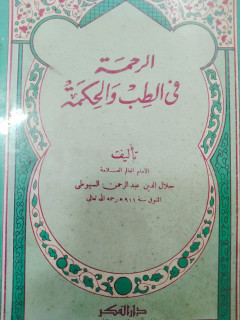 الرحمة
في الطب والحكمة
تأليف
الإمام العالم العلامة
جلال الدين عبد الرحمن السيوطي
المتوفى سنة ٩١١ هـ رحمه الله تعالى
دار الفكر